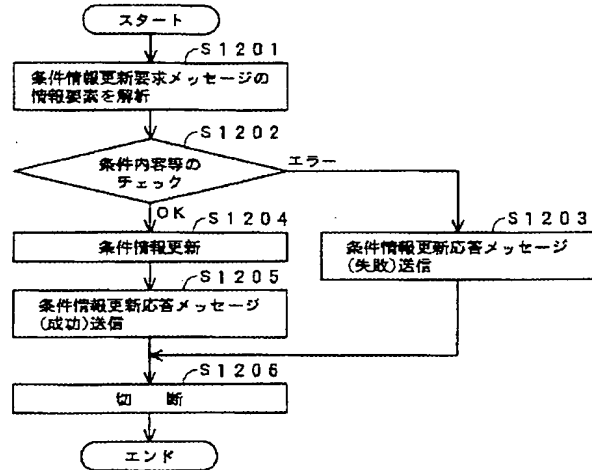 スタート
S1201
条件情報更新要求メッセージの
情報要素を解析
S1202
条件内容等の
チェック
エラー
OK
S1204
条件情報更新
S1203
条件情報更新応答メッセージ
(失敗)送信
S1205
条件情報更新応答メッセージ
(成功)送信
S1206
切 断
エンド